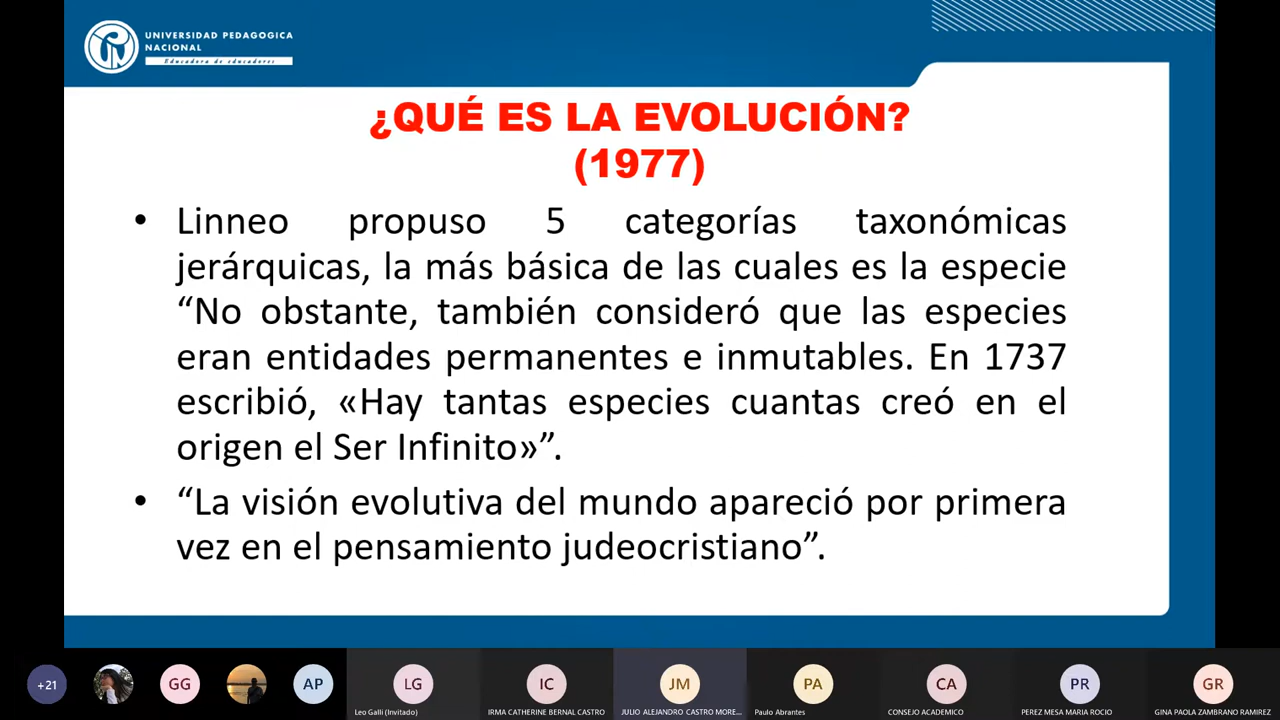 UNIVERSIDAD PEDAGOGICA
NACIONAL
Educadora de educadores
¿QUÉ ES LA EVOLUCIÓN?
(1977)
• Linneo propuso 5 categorías taxonómicas
jerárquicas, la más básica de las cuales es la especie
“No obstante, también consideró que las especies
eran entidades permanentes e inmutables. En 1737
escribió, «Hay tantas especies cuantas creó en el
origen el Ser Infinito»”.
• “La visión evolutiva del mundo apareció por primera
vez en el pensamiento judeocristiano”.
+21
GG
AP
LG
IC
JM
PA
CA
PR
GR
Leo Galli (Invitado)
IRMA CATHERINE BERNAL CASTRO
JULIO ALEJANDRO CASTRO MORE...
Paulo Abrantes
CONSEJO ACADEMICO
PEREZ MESA MARIA ROCIO
GINA PAOLA ZAMBRANO RAMIREZ